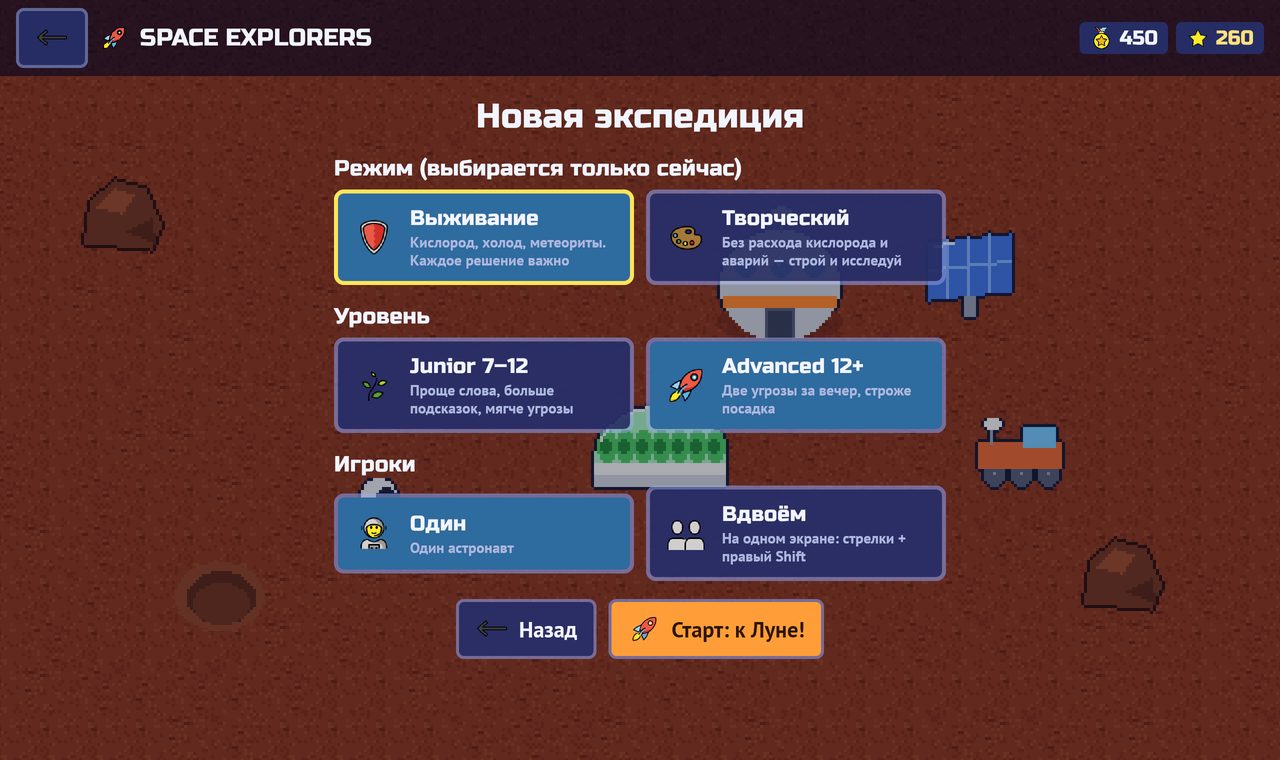 SPACE EXPLORERS
450
260
Новая экспедиция
Режим (выбирается только сейчас)
Выживание
Кислород, холод, метеориты.
Каждое решение важно
Творческий
Без расхода кислорода и
аварий — строй и исследуй
Уровень
Junior 7–12
Проще слова, больше
подсказок, мягче угрозы
Advanced 12+
Две угрозы за вечер, строже
посадка
Игроки
Один
Один астронавт
Вдвоём
На одном экране: стрелки +
правый Shift
Назад
Старт: к Луне!